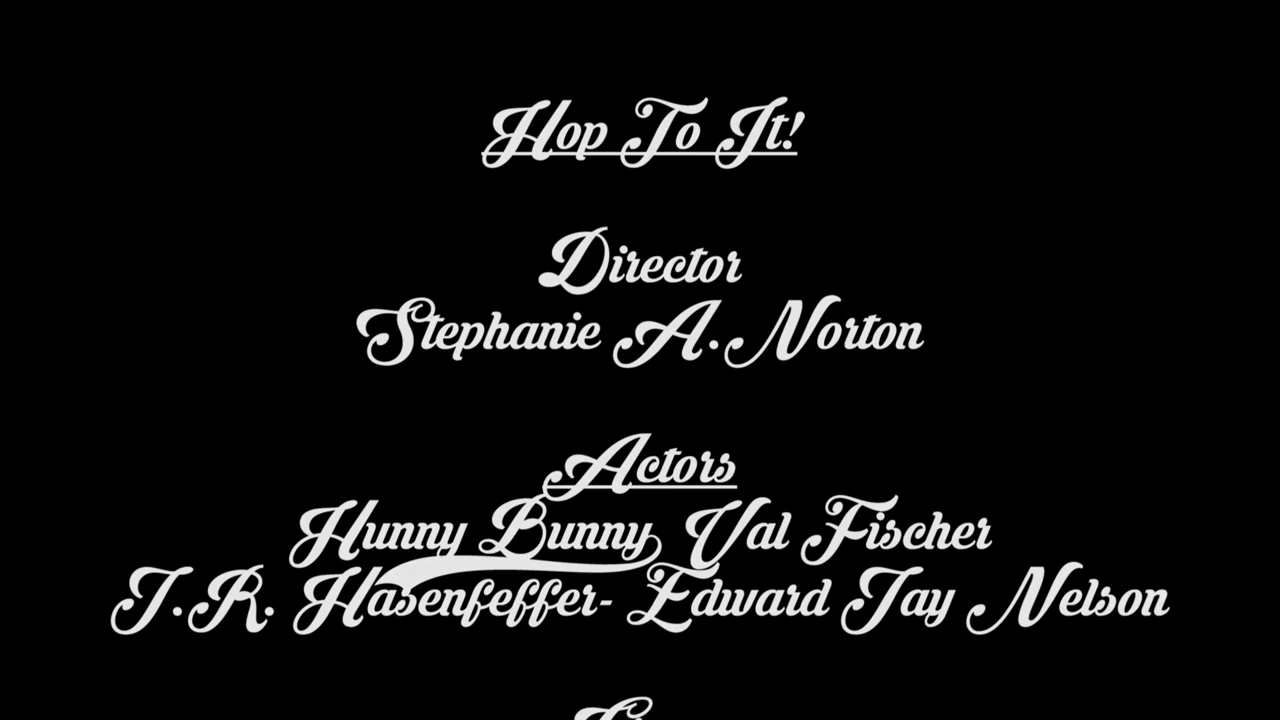 Hop To It!
Director
Stephanie A. Norton
Actors
Hunny Bunny, Val Fischer
J.R. Hasenfeffer- Edward Jay Nelson